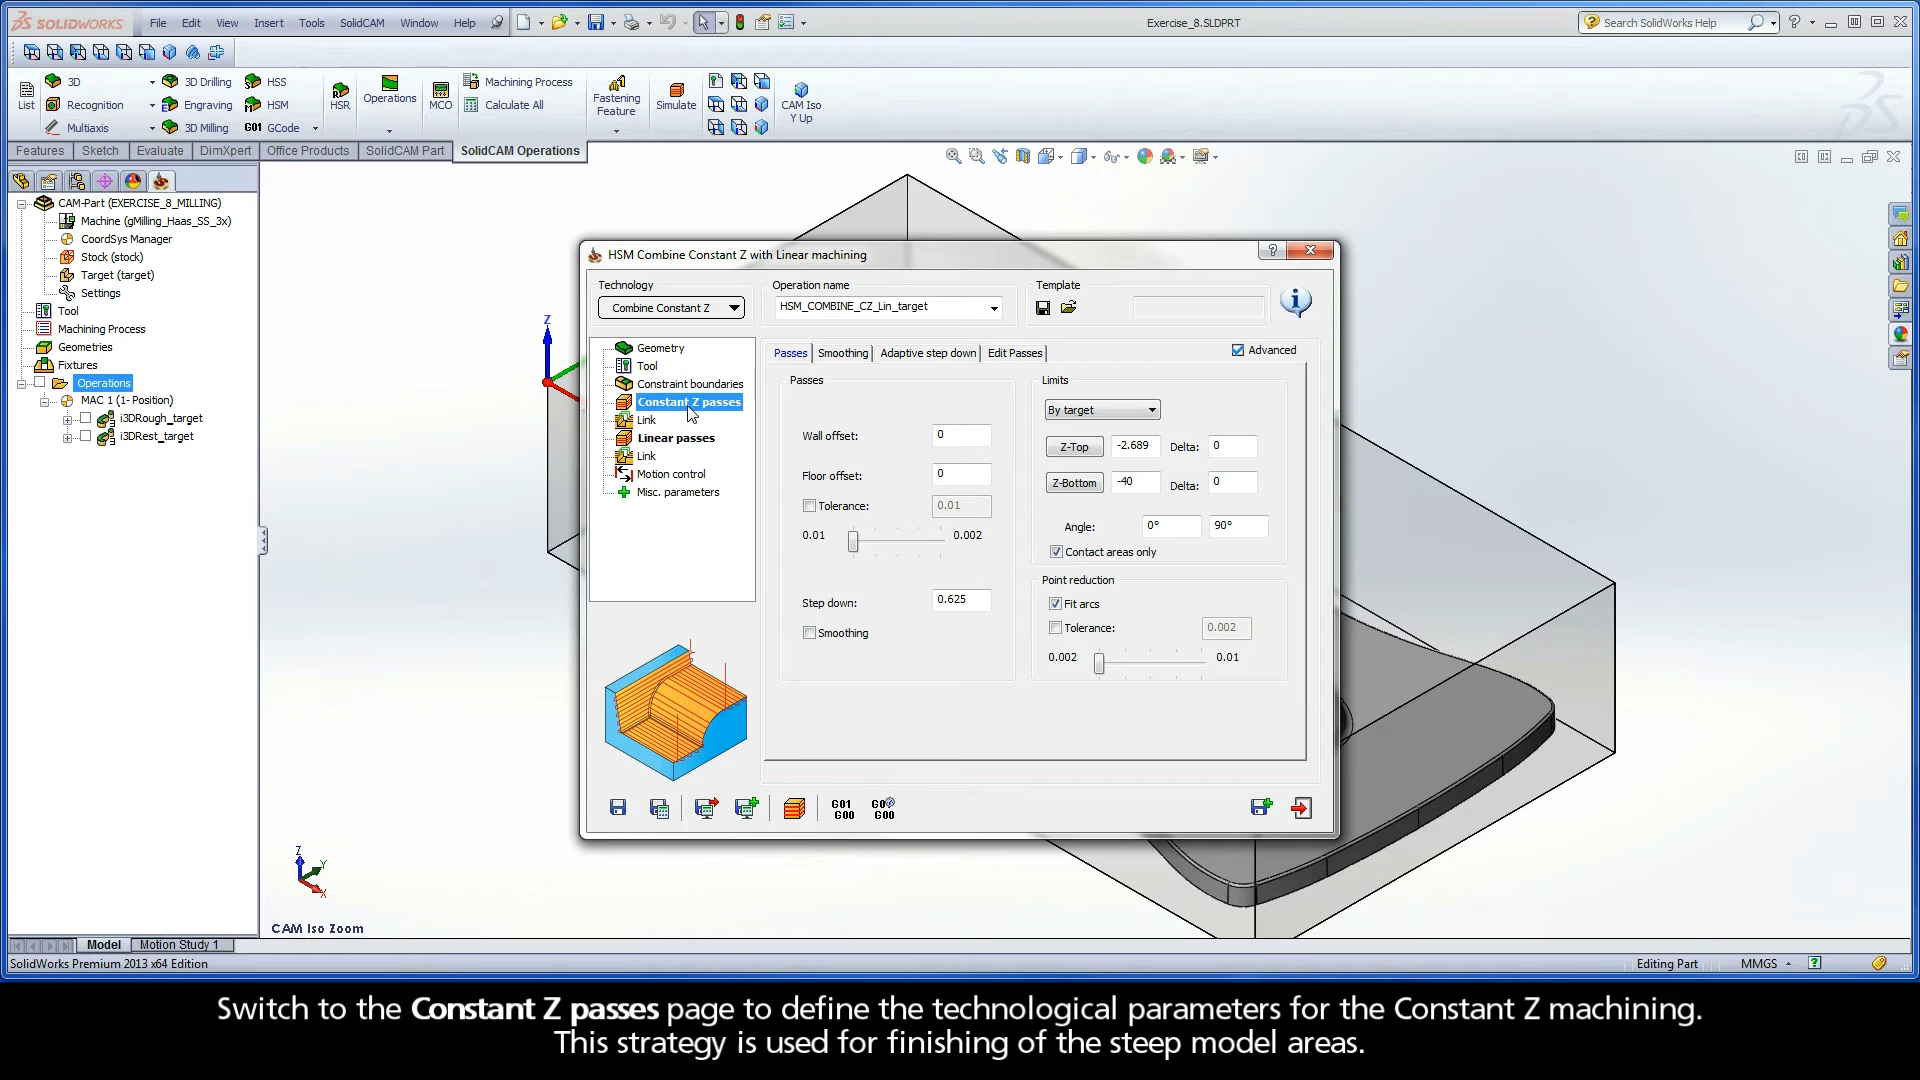 SOLIDWORKS File Edit View Insert Tools SolidCAM Window Help Exercise_8.SLDPRT Search SolidWorks Help
List 3D 3D Drilling HSS HSR Operations MCO Machining Process Fastening Feature Simulate CAM Iso Y Up
Recognition Engraving HSM Calculate All
Multiaxis 3D Milling G01 GCode
Features Sketch Evaluate DimXpert Office Products SolidCAM Part SolidCAM Operations
CAM-Part (EXERCISE_8_MILLING)
Machine (gMilling_Haas_SS_3x)
CoordSys Manager
Stock (stock)
Target (target)
Settings
Tool
Machining Process
Geometries
Fixtures
Operations
MAC 1 (1- Position)
i3DRough_target
i3DRest_target
Z
HSM Combine Constant Z with Linear machining
Technology
Combine Constant Z
Operation name
HSM_COMBINE_CZ_Lin_target
Template
Geometry
Tool
Constraint boundaries
Constant Z passes
Link
Linear passes
Link
Motion control
Misc. parameters
Passes Smoothing Adaptive step down Edit Passes Advanced
Passes
Wall offset: 0
Floor offset: 0
Tolerance: 0.01
0.01 0.002
Step down: 0.625
Smoothing
Limits
By target
Z-Top -2.689 Delta: 0
Z-Bottom -40 Delta: 0
Angle: 0° 90°
Contact areas only
Point reduction
Fit arcs
Tolerance: 0.002
0.002 0.01
G01 G00 G0 G00
Z Y X
CAM Iso Zoom
Model Motion Study 1
SolidWorks Premium 2013 x64 Edition Editing Part MMGS
Switch to the Constant Z passes page to define the technological parameters for the Constant Z machining.
This strategy is used for finishing of the steep model areas.